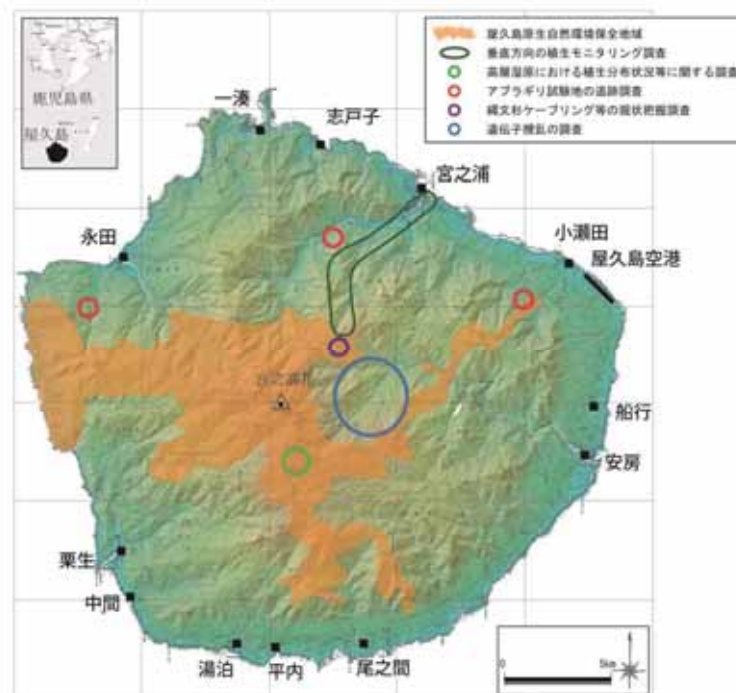 鹿児島県
屋久島
屋久島原生自然環境保全地域
垂直方向の植生モニタリング調査
高層湿原における植生分布状況等に関する調査
アブラギリ試験地の追跡調査
縄文杉ケーブリング等の現状把握調査
遺伝子攪乱の調査
一湊
志戸子
宮之浦
小瀬田
屋久島空港
永田
宮之浦岳
船行
安房
栗生
中間
湯泊
平内
尾之間
0 5km